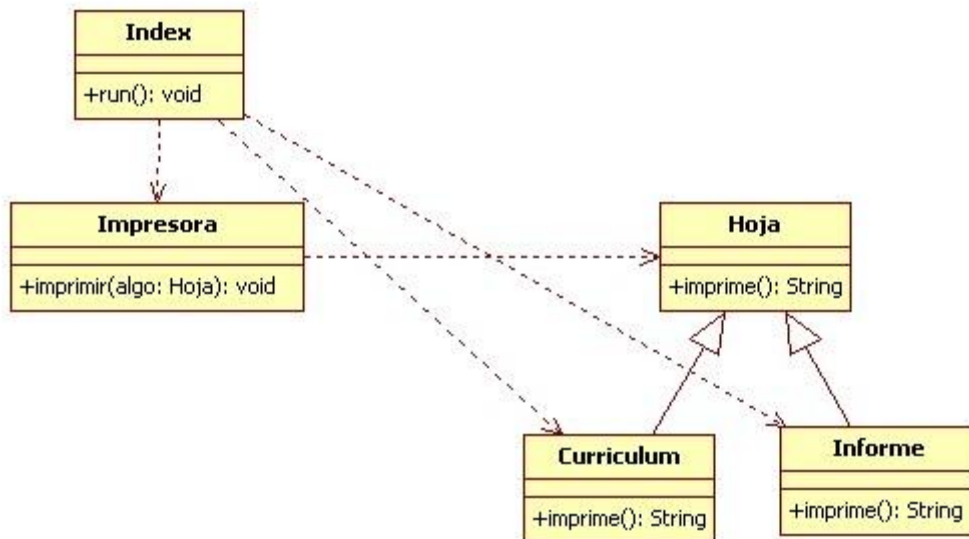 Index
+run(): void
Impresora
+imprimir(algo: Hoja): void
Hoja
+imprime(): String
Curriculum
+imprime(): String
Informe
+imprime(): String